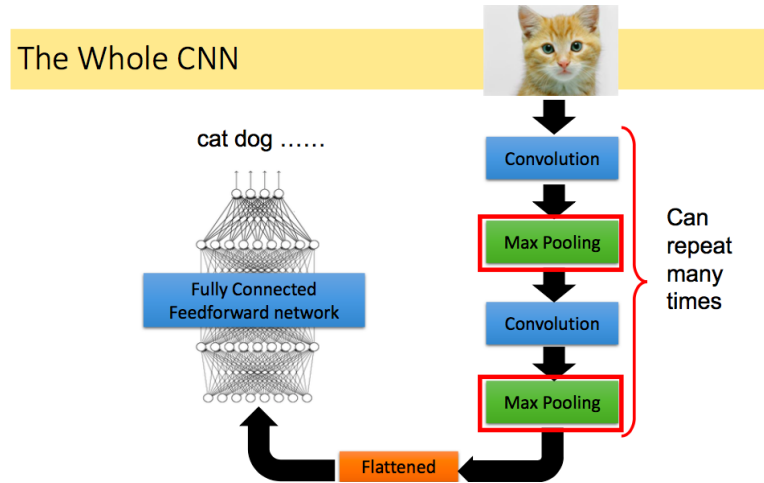 The Whole CNN
cat dog ……
Convolution
Max Pooling
Convolution
Max Pooling
Can
repeat
many
times
Flattened
Fully Connected
Feedforward network